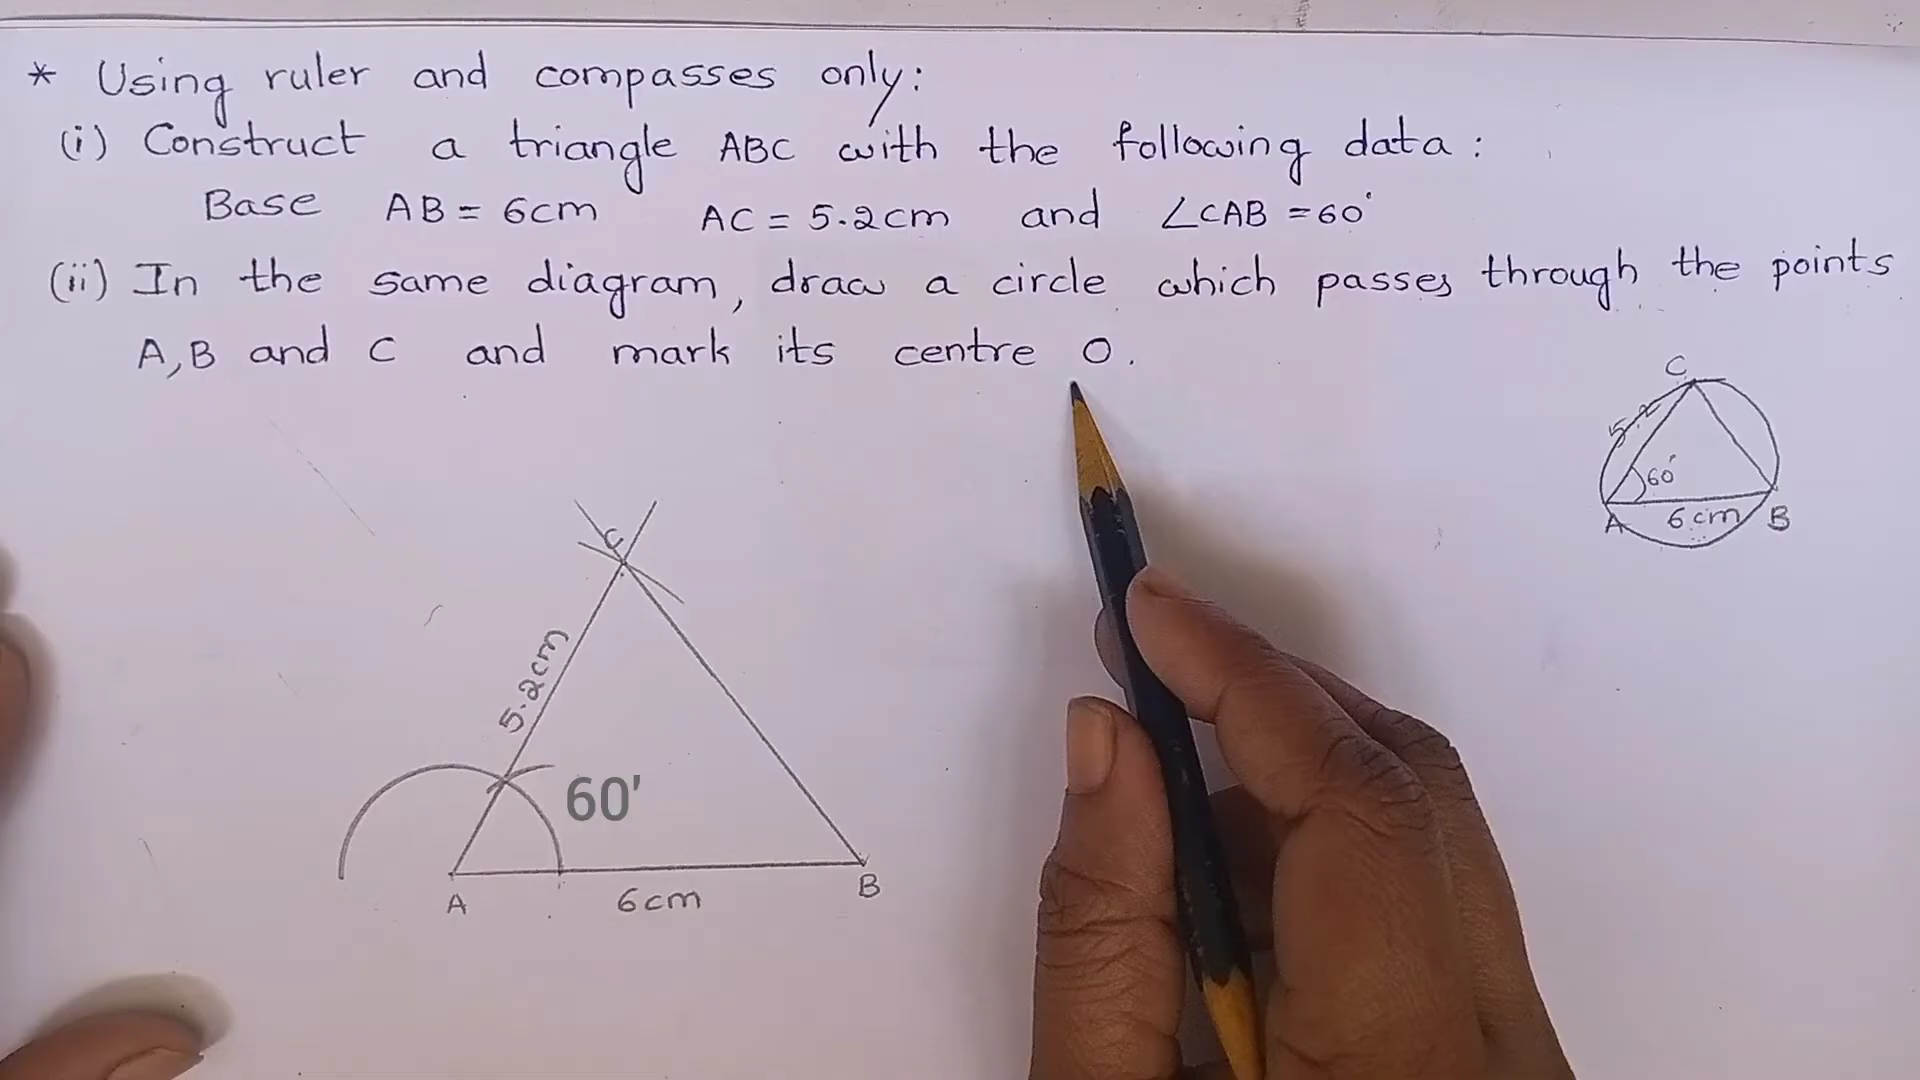 * Using ruler and compasses only:
(i) Construct a triangle ABC with the following data:
Base AB = 6cm AC = 5.2cm and ∠CAB = 60°
(ii) In the same diagram, draw a circle which passes through the points
A, B and C and mark its centre O.
C
5.2
60°
A 6cm B
C
5.2cm
60'
A 6cm B